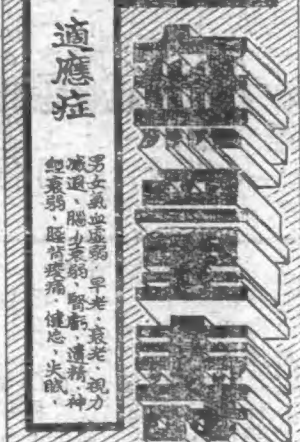 適應症
男女氣血虛弱、早老、衰老、視力
減退、腦力衰弱、腎虧、遺精、神
經衰弱、腰背痠痛、健忘、失眠、